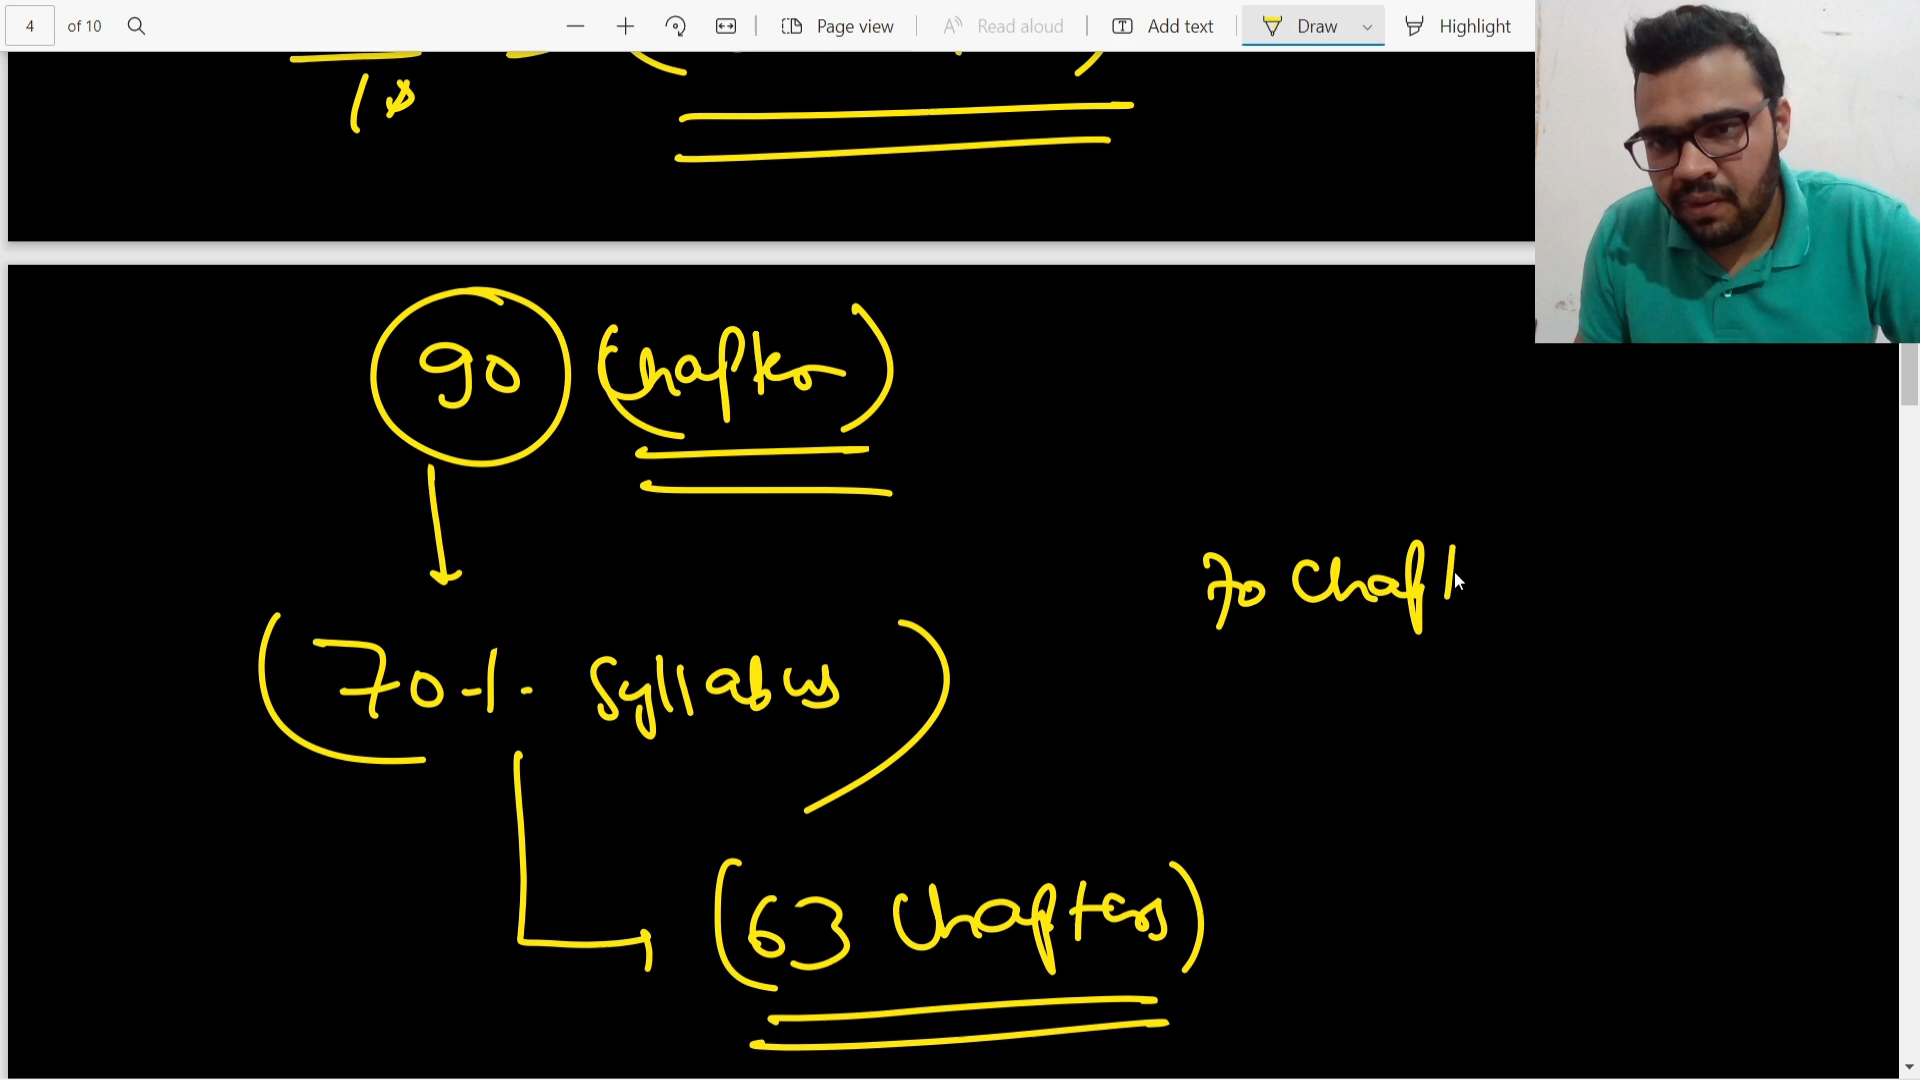 4 of 10 Page view Read aloud Add text Draw Highlight
90 (Chapter)
70 Chapt
(70% Syllabus)
(63 Chapters)